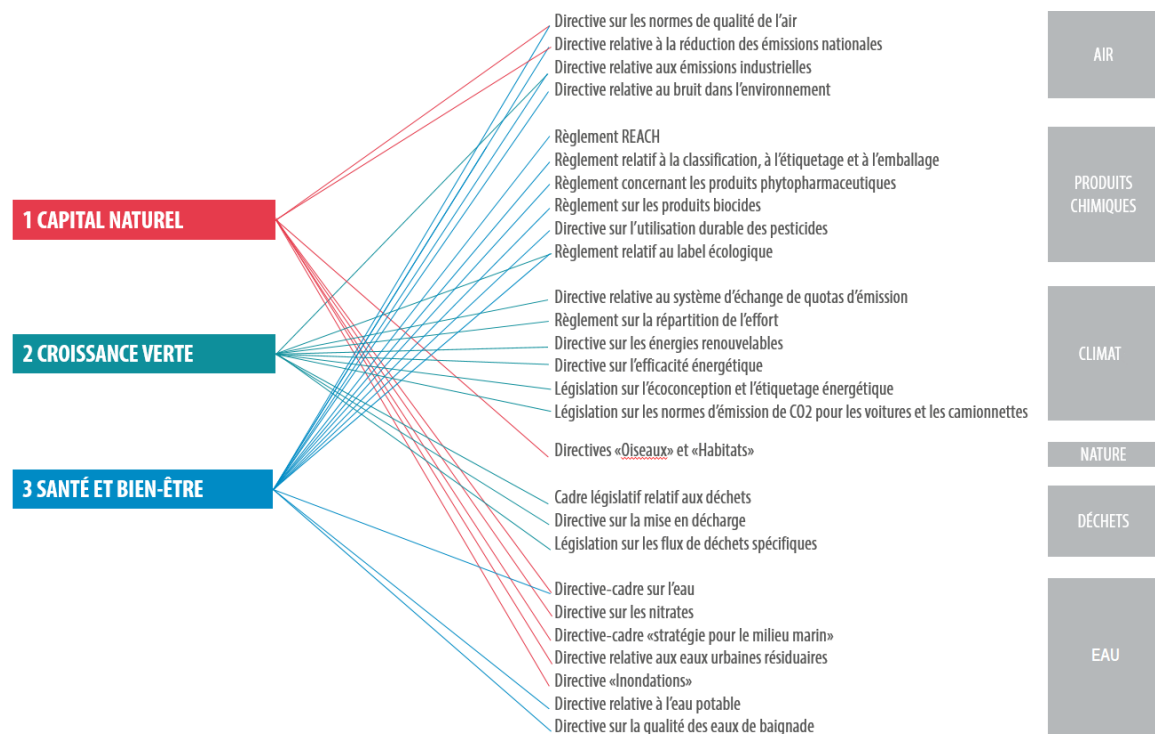 Directive sur les normes de qualité de l'air
Directive relative à la réduction des émissions nationales
Directive relative aux émissions industrielles
Directive relative au bruit dans l'environnement
AIR
Règlement REACH
Règlement relatif à la classification, à l'étiquetage et à l'emballage
Règlement concernant les produits phytopharmaceutiques
Règlement sur les produits biocides
Directive sur l'utilisation durable des pesticides
Règlement relatif au label écologique
PRODUITS
CHIMIQUES
1 CAPITAL NATUREL
Directive relative au système d'échange de quotas d'émission
Règlement sur la répartition de l'effort
Directive sur les énergies renouvelables
Directive sur l'efficacité énergétique
Législation sur l'écoconception et l'étiquetage énergétique
Législation sur les normes d'émission de CO2 pour les voitures et les camionnettes
CLIMAT
2 CROISSANCE VERTE
Directives «Oiseaux» et «Habitats»
NATURE
3 SANTÉ ET BIEN-ÊTRE
Cadre législatif relatif aux déchets
Directive sur la mise en décharge
Législation sur les flux de déchets spécifiques
DÉCHETS
Directive-cadre sur l'eau
Directive sur les nitrates
Directive-cadre «stratégie pour le milieu marin»
Directive relative aux eaux urbaines résiduaires
Directive «Inondations»
Directive relative à l'eau potable
Directive sur la qualité des eaux de baignade
EAU